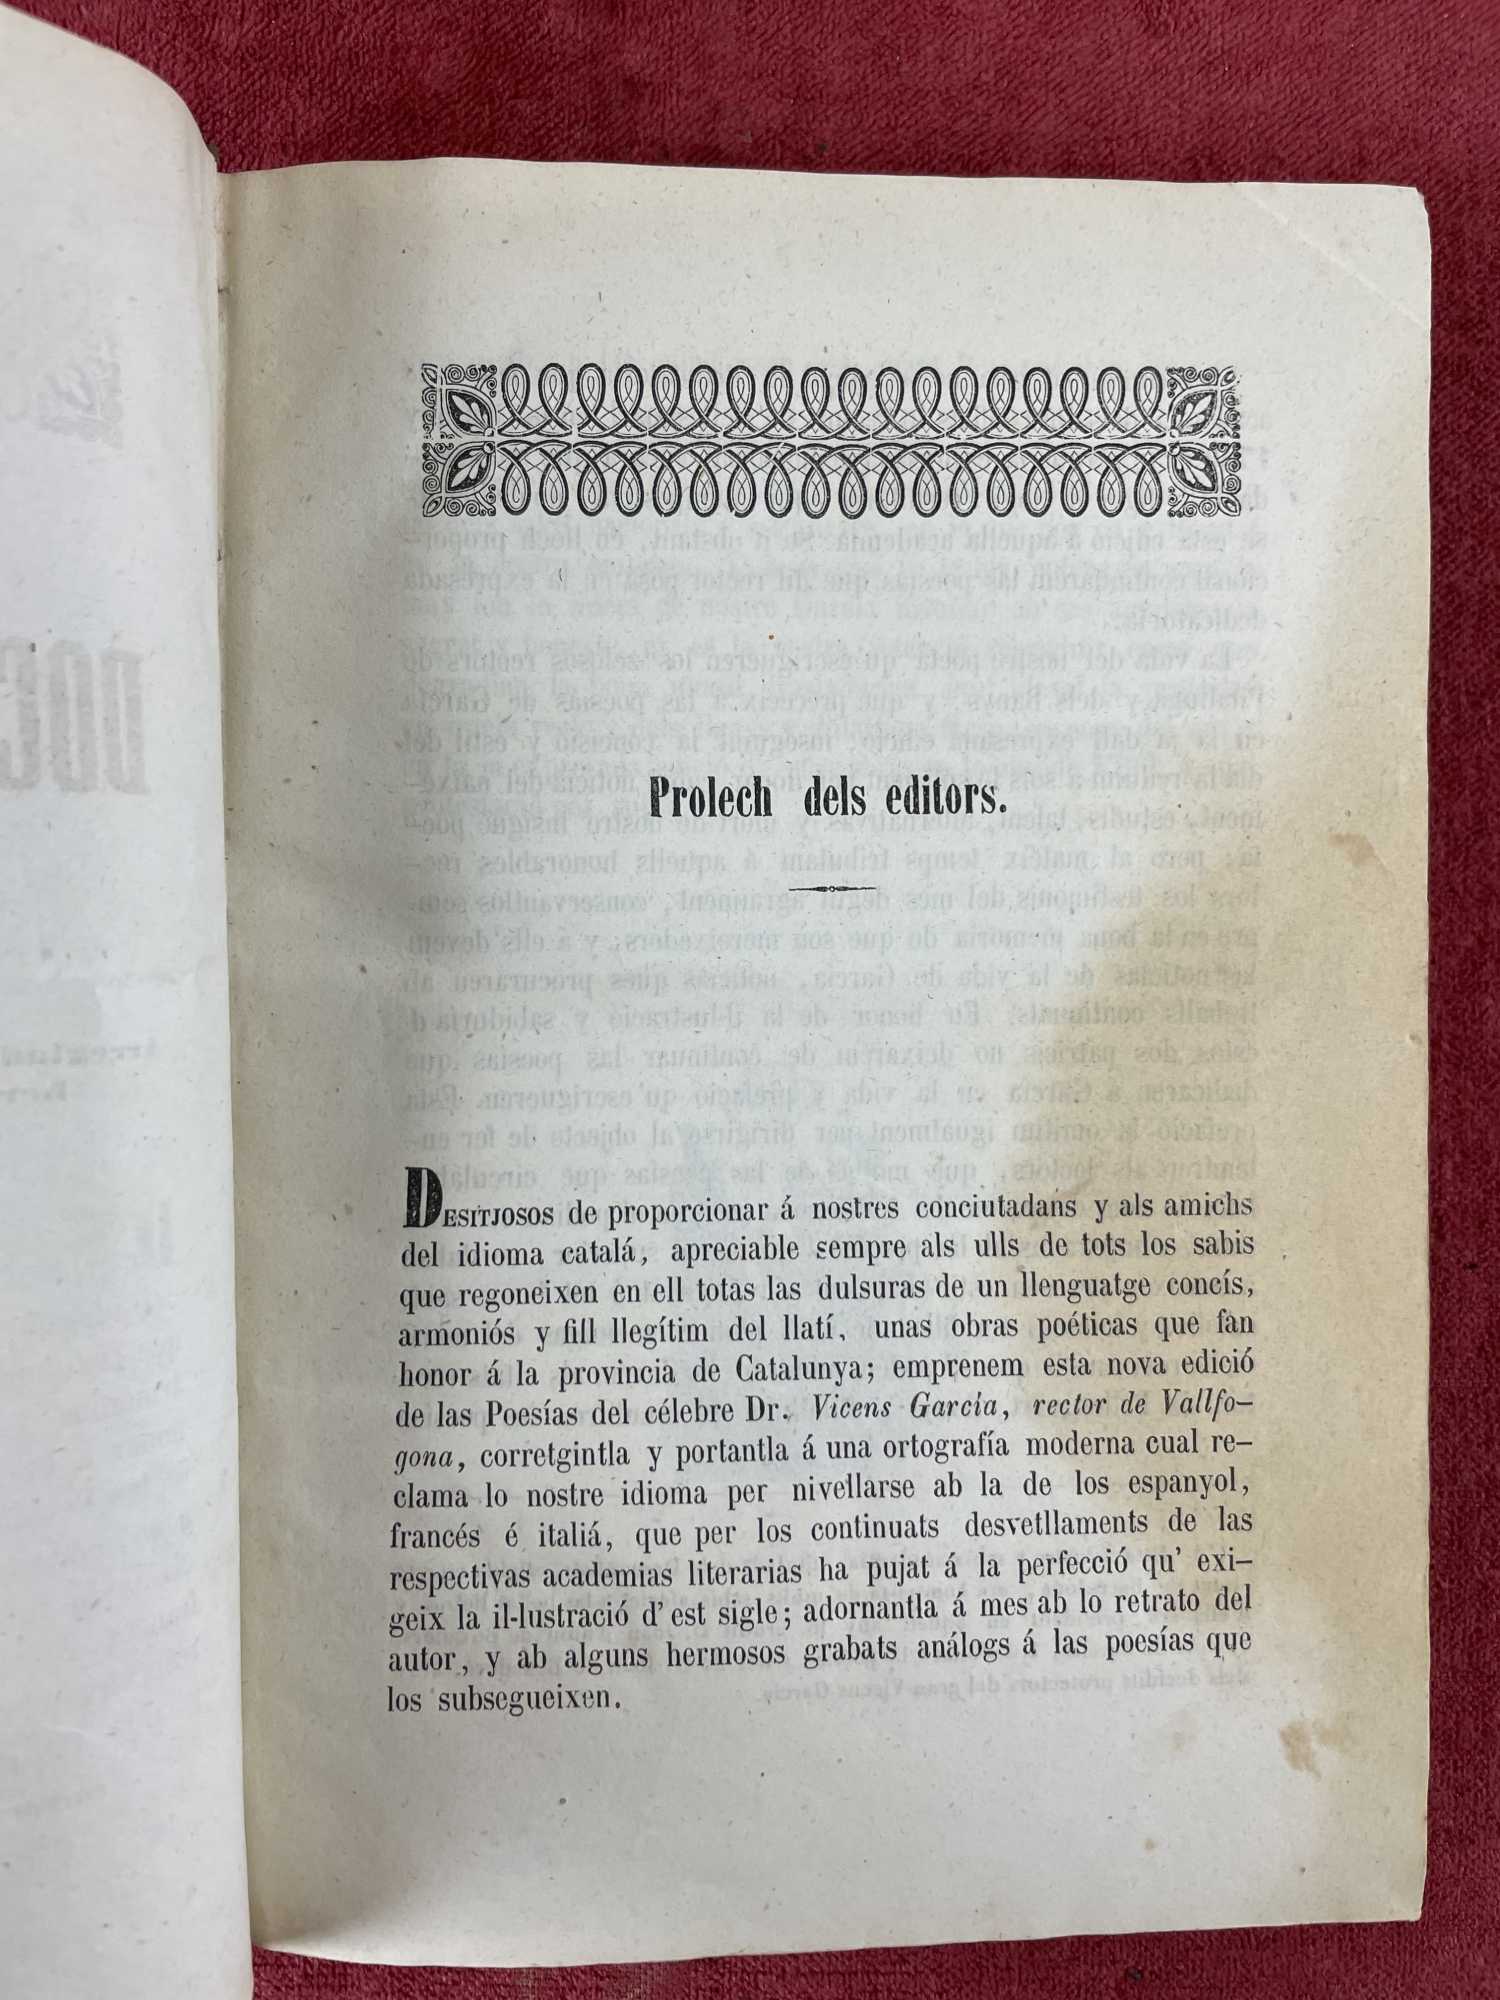 Prolech dels editors.
DESITJOSOS de proporcionar á nostres conciutadans y als amichs
del idioma catalá, apreciable sempre als ulls de tots los sabis
que regoneixen en ell totas las dulsuras de un llenguatge concís,
armoniós y fill llegítim del llatí, unas obras poéticas que fan
honor á la provincia de Catalunya; emprenem esta nova edició
de las Poesías del célebre Dr. Vicens Garcia, rector de Vallfo-
gona, corretgintla y portantla á una ortografía moderna cual re-
clama lo nostre idioma per nivellarse ab la de los espanyol,
francés é italiá, que per los continuats desvetllaments de las
respectivas academias literarias ha pujat á la perfecció qu' exi-
geix la il-lustració d' est sigle; adornantla á mes ab lo retrato del
autor, y ab alguns hermosos grabats análogs á las poesías que
los subsegueixen.